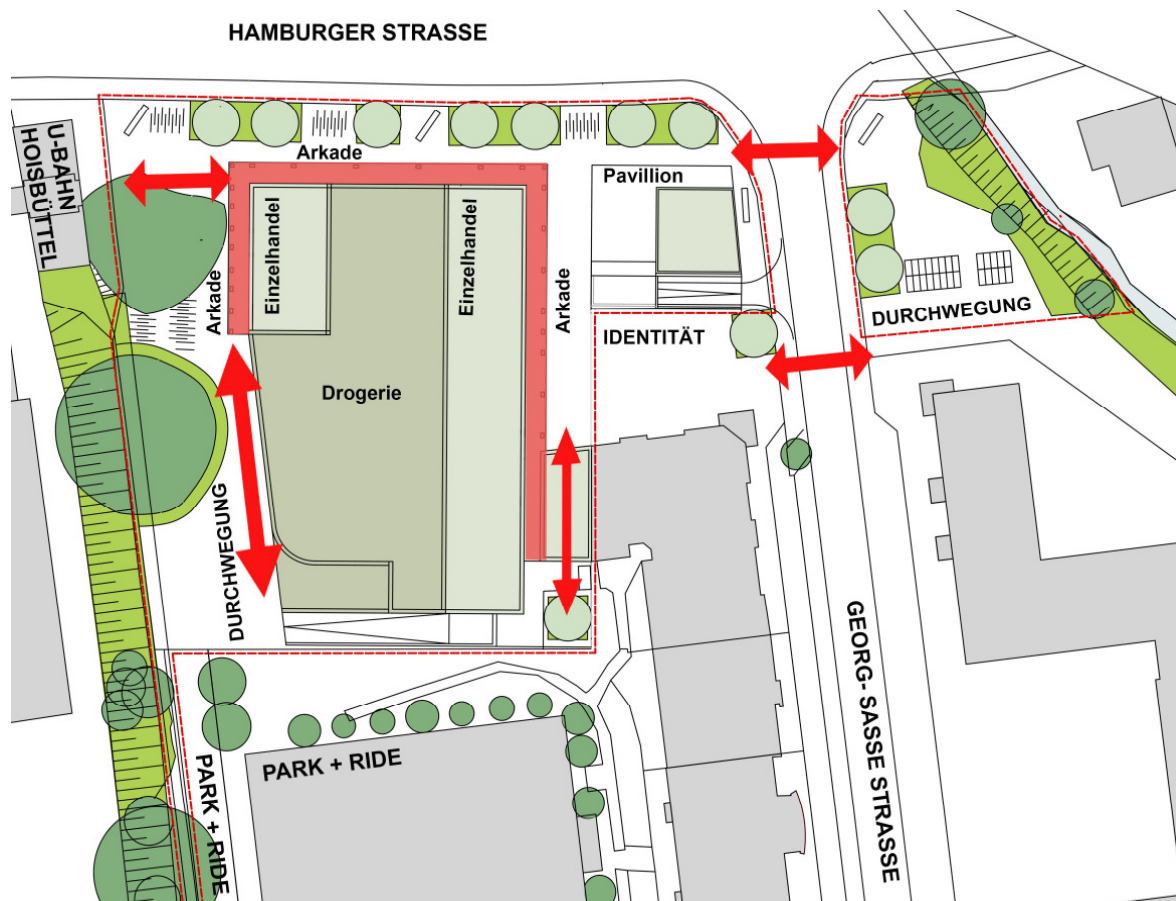 HAMBURGER STRASSE
U-BAHN
HOISBÜTTEL
Arkade
Pavillion
Einzelhandel
Einzelhandel
Arkade
Arkade
IDENTITÄT
DURCHWEGUNG
Drogerie
DURCHWEGUNG
PARK + RIDE
PARK + RIDE
GEORG- SASSE STRASSE